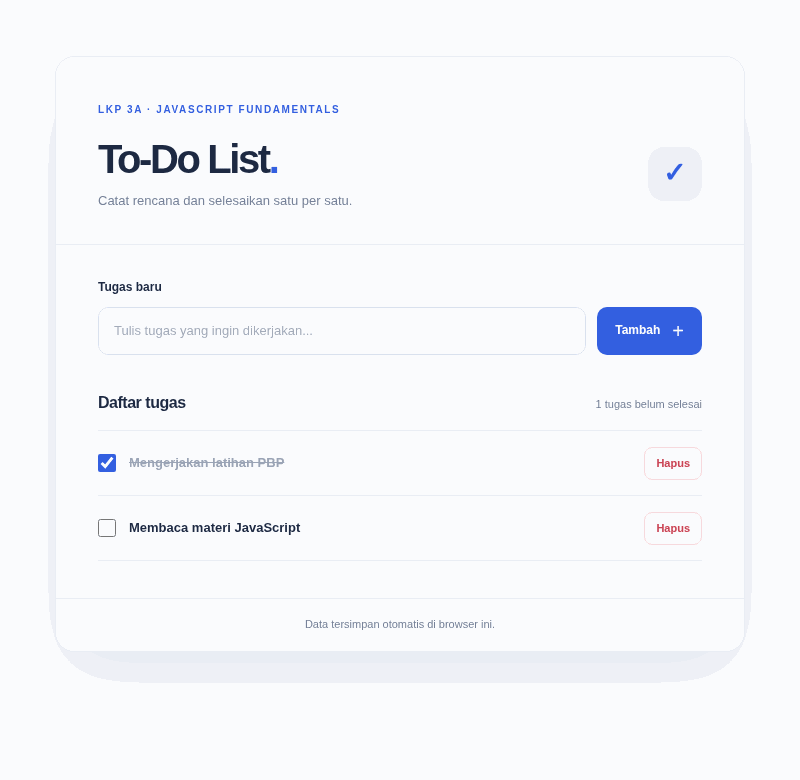 LKP 3A · JAVASCRIPT FUNDAMENTALS
To-Do List.
✓
Catat rencana dan selesaikan satu per satu.
Tugas baru
Tulis tugas yang ingin dikerjakan...
Tambah +
Daftar tugas
1 tugas belum selesai
Mengerjakan latihan PBP
Hapus
Membaca materi JavaScript
Hapus
Data tersimpan otomatis di browser ini.